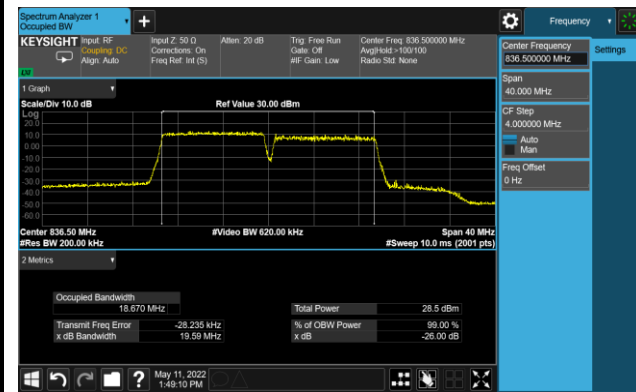 Spectrum Analyzer 1
Occupied BW
+
Frequency
KEYSIGHT
Input: RF
Coupling: DC
Align: Auto
Input Z: 50 Ω
Corrections: On
Freq Ref: Int (S)
Atten: 20 dB
Trig: Free Run
Gate: Off
#IF Gain: Low
Center Freq: 836.500000 MHz
Avg|Hold:>100/100
Radio Std: None
Center Frequency
836.500000 MHz
Settings
Span
40.000 MHz
CF Step
4.000000 MHz
Auto
Man
Freq Offset
0 Hz
1 Graph
Scale/Div 10.0 dB
Ref Value 30.00 dBm
Log
20.0
10.0
0.00
-10.0
-20.0
-30.0
-40.0
-50.0
-60.0
Center 836.50 MHz
#Video BW 620.00 kHz
Span 40 MHz
#Res BW 200.00 kHz
#Sweep 10.0 ms (2001 pts)
2 Metrics
Occupied Bandwidth
18.670 MHz
Total Power
28.5 dBm
Transmit Freq Error
-28.235 kHz
% of OBW Power
99.00 %
x dB Bandwidth
19.59 MHz
x dB
-26.00 dB
?
May 11, 2022
1:49:10 PM